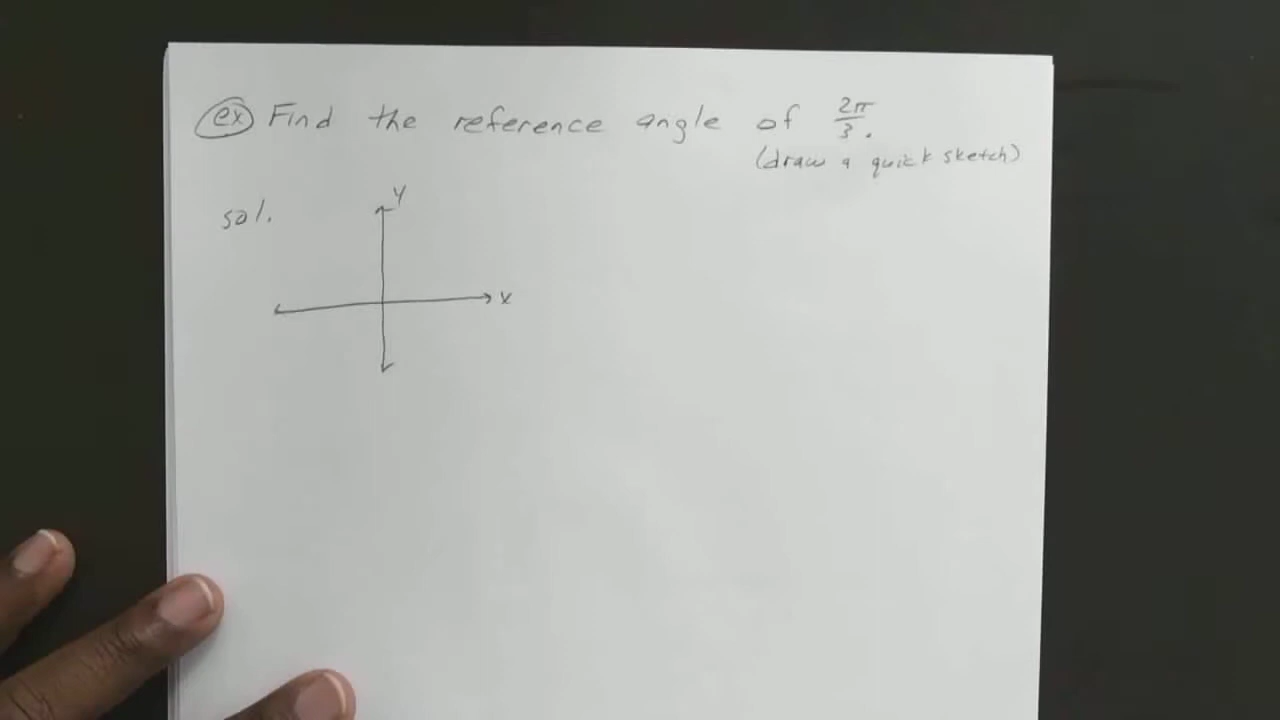 ex Find the reference angle of 2π/3.
(draw a quick sketch)
sol.
y
x